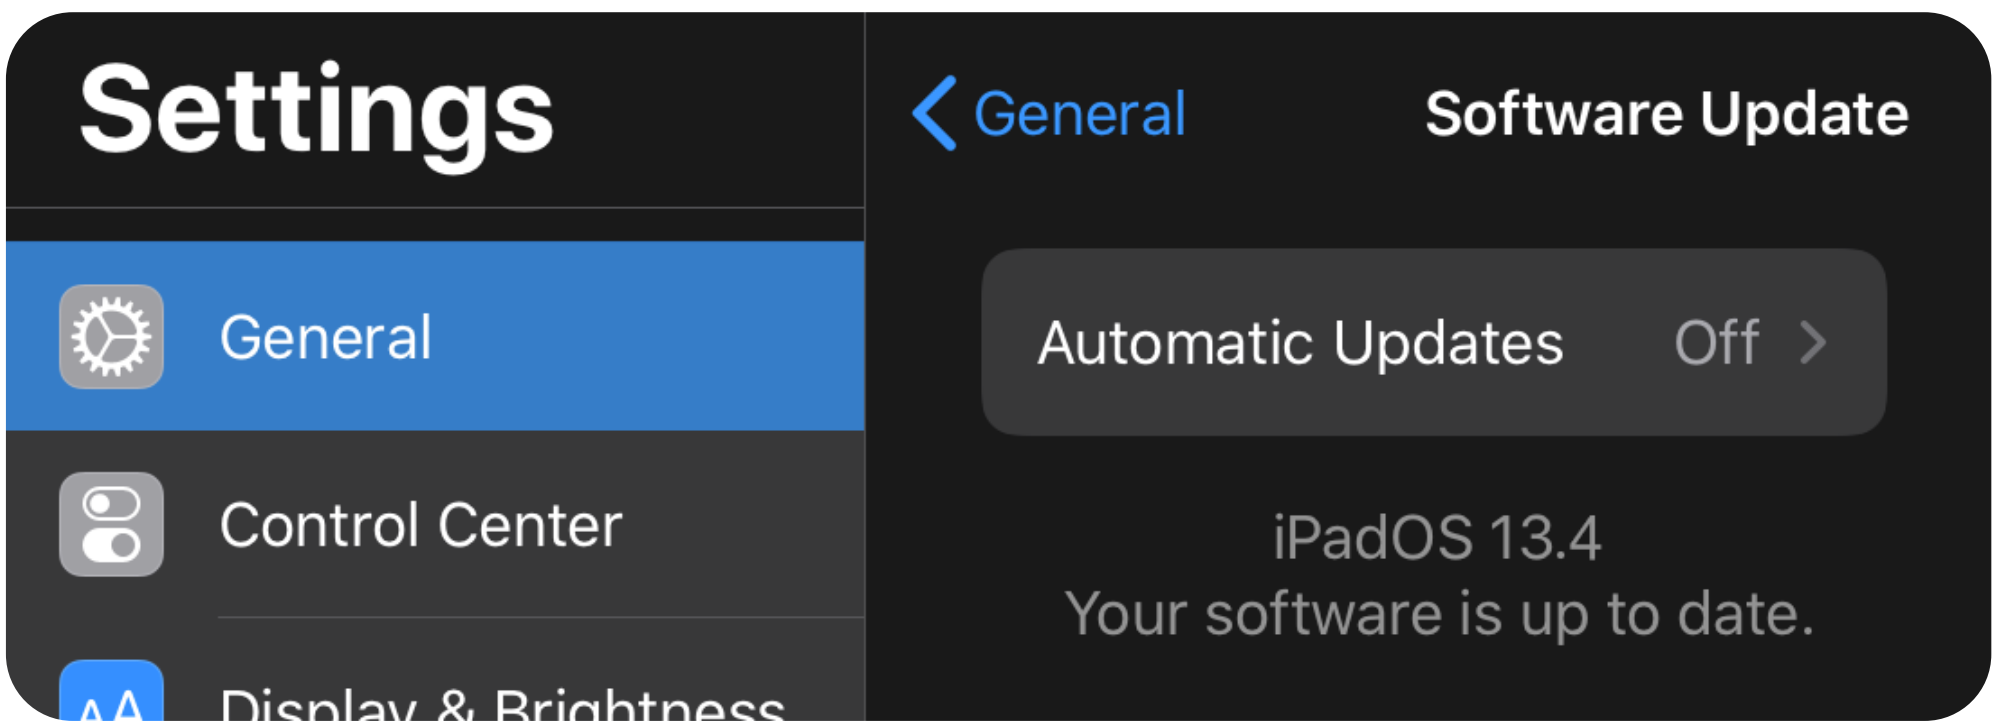 Settings
General
Control Center
AA
Display & Brightness
General
Software Update
Automatic Updates Off
iPadOS 13.4
Your software is up to date.